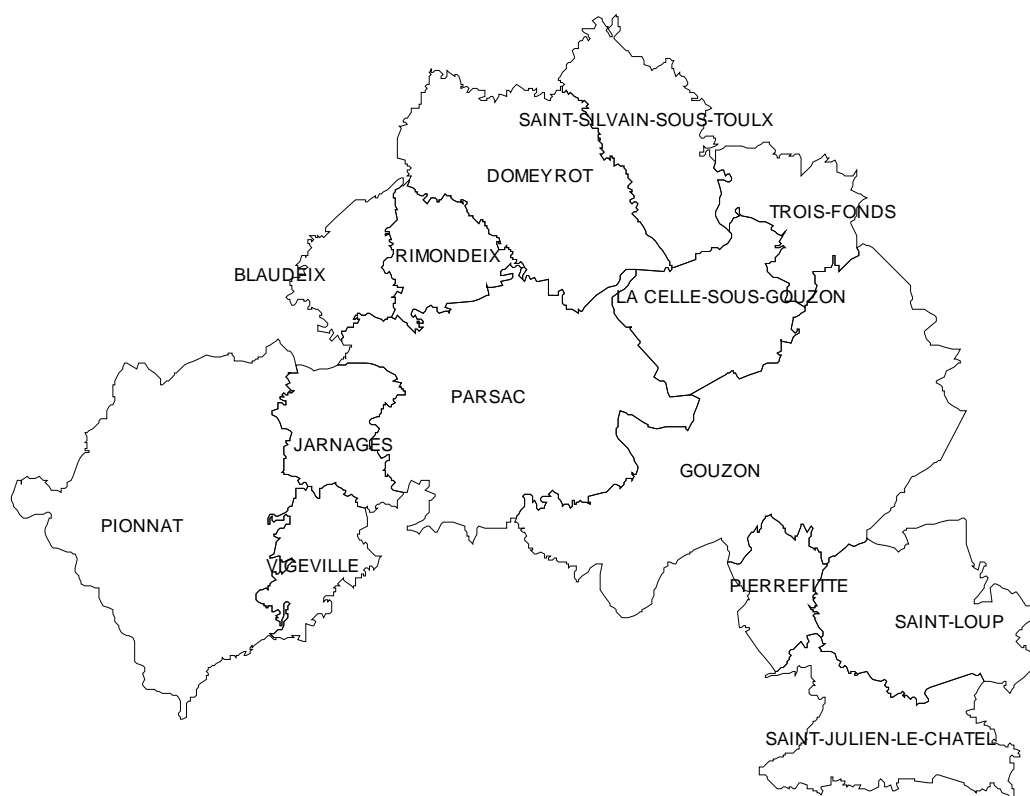 SAINT-SILVAIN-SOUS-TOULX
DOMEYROT
TROIS-FONDS
RIMONDEIX
BLAUDEIX
LA CELLE-SOUS-GOUZON
PARSAC
JARNAGES
GOUZON
PIONNAT
VIGEVILLE
PIERREFITTE
SAINT-LOUP
SAINT-JULIEN-LE-CHATEL